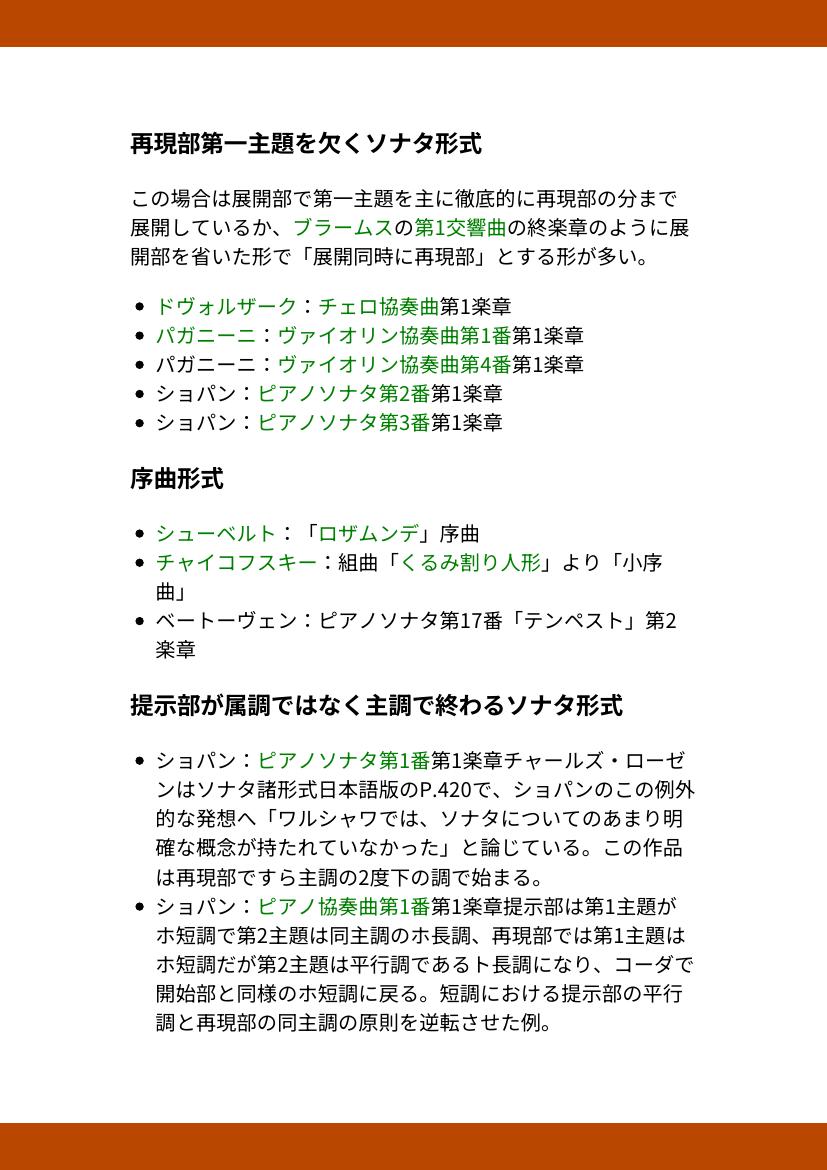 再現部第一主題を欠くソナタ形式
この場合は展開部で第一主題を主に徹底的に再現部の分まで
展開しているか、ブラームスの第1交響曲の終楽章のように展
開部を省いた形で「展開同時に再現部」とする形が多い。
• ドヴォルザーク：チェロ協奏曲第1楽章
• パガニーニ：ヴァイオリン協奏曲第1番第1楽章
• パガニーニ：ヴァイオリン協奏曲第4番第1楽章
• ショパン：ピアノソナタ第2番第1楽章
• ショパン：ピアノソナタ第3番第1楽章
序曲形式
• シューベルト：「ロザムンデ」序曲
• チャイコフスキー：組曲「くるみ割り人形」より「小序
曲」
• ベートーヴェン：ピアノソナタ第17番「テンペスト」第2
楽章
提示部が属調ではなく主調で終わるソナタ形式
• ショパン：ピアノソナタ第1番第1楽章チャールズ・ローゼ
ンはソナタ諸形式日本語版のP.420で、ショパンのこの例外
的な発想へ「ワルシャワでは、ソナタについてのあまり明
確な概念が持たれていなかった」と論じている。この作品
は再現部ですら主調の2度下の調で始まる。
• ショパン：ピアノ協奏曲第1番第1楽章提示部は第1主題が
ホ短調で第2主題は同主調のホ長調、再現部では第1主題は
ホ短調だが第2主題は平行調であるト長調になり、コーダで
開始部と同様のホ短調に戻る。短調における提示部の平行
調と再現部の同主調の原則を逆転させた例。